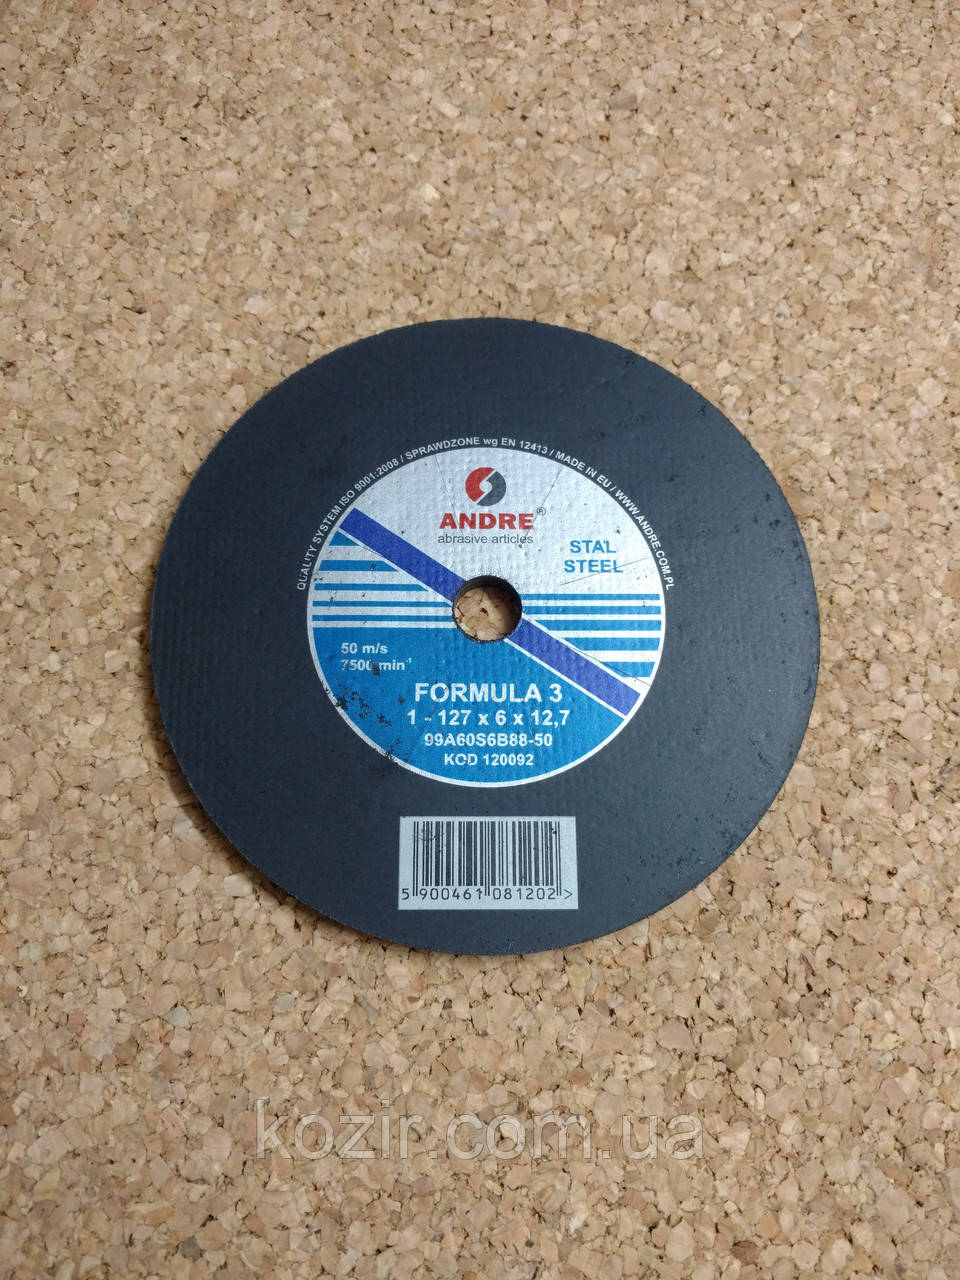 QUALITY SYSTEM ISO 9001:2008 / SPRAWDZONE wg EN 12413 / MADE IN EU / WWW.ANDRE.COM.PL
ANDRE®
abrasive articles
STAL
STEEL
50 m/s
7500 min⁻¹
FORMULA 3
1 - 127 x 6 x 12,7
99A60S6B88-50
KOD 120092
5 900461 081202 >
kozir.com.ua